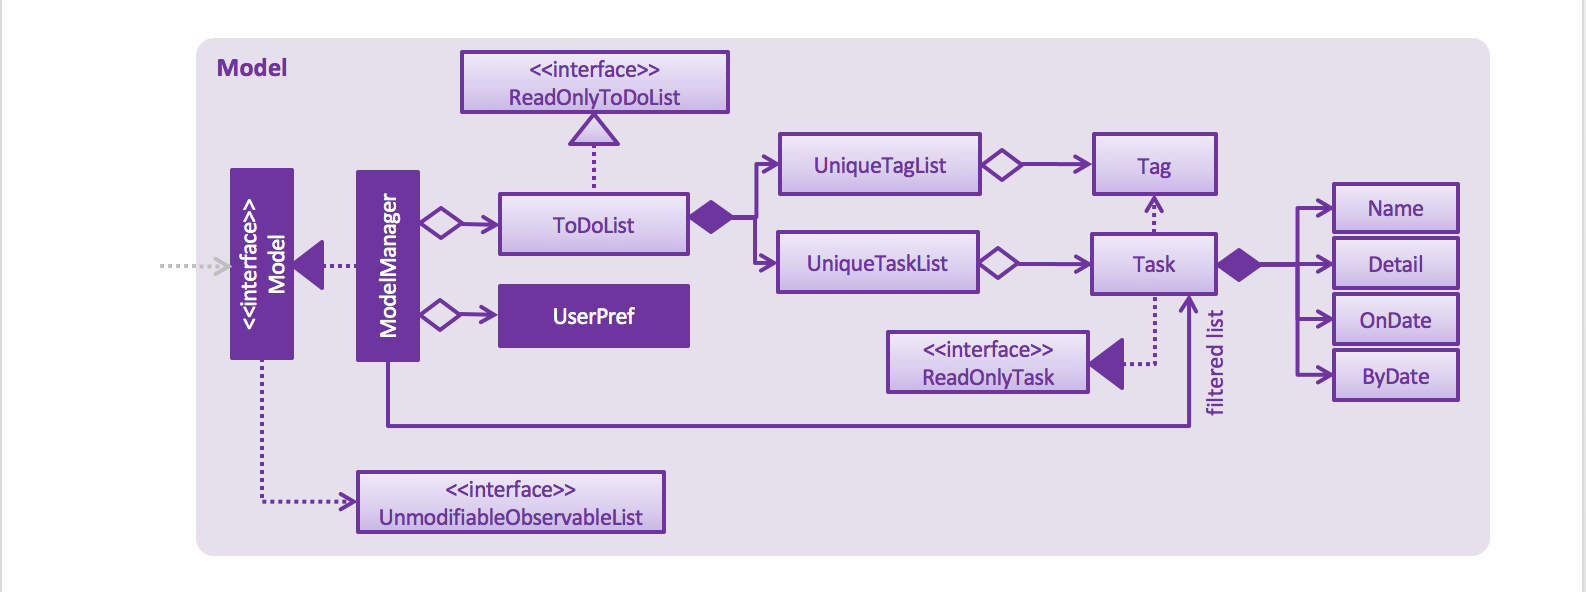 Model
<<interface>>
ReadOnlyToDoList
<<interface>>
Model
ModelManager
ToDoList
UserPref
UniqueTagList
UniqueTaskList
Tag
Task
<<interface>>
ReadOnlyTask
filtered list
Name
Detail
OnDate
ByDate
<<interface>>
UnmodifiableObservableList